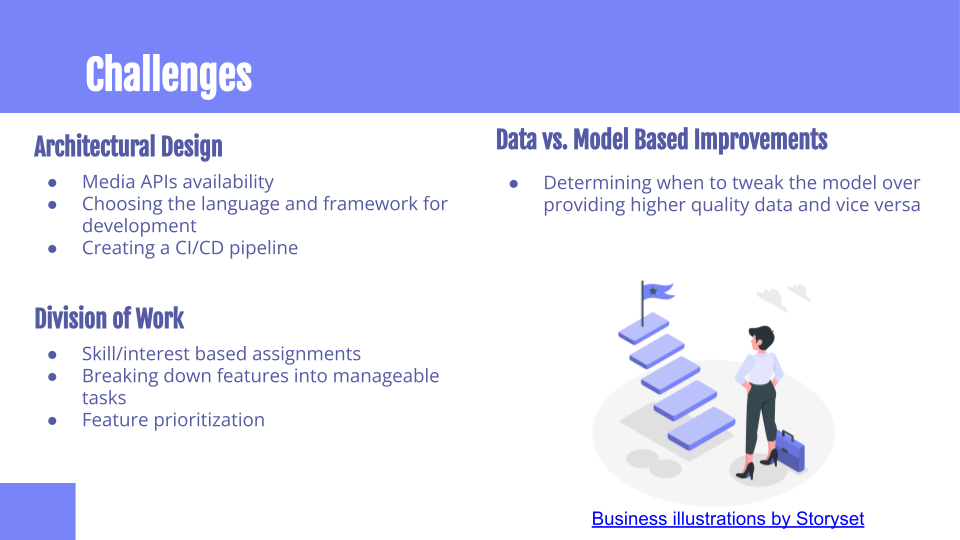 Challenges
Architectural Design
● Media APIs availability
● Choosing the language and framework for
development
● Creating a CI/CD pipeline
Division of Work
● Skill/interest based assignments
● Breaking down features into manageable
tasks
● Feature prioritization
Data vs. Model Based Improvements
● Determining when to tweak the model over
providing higher quality data and vice versa
Business illustrations by Storyset